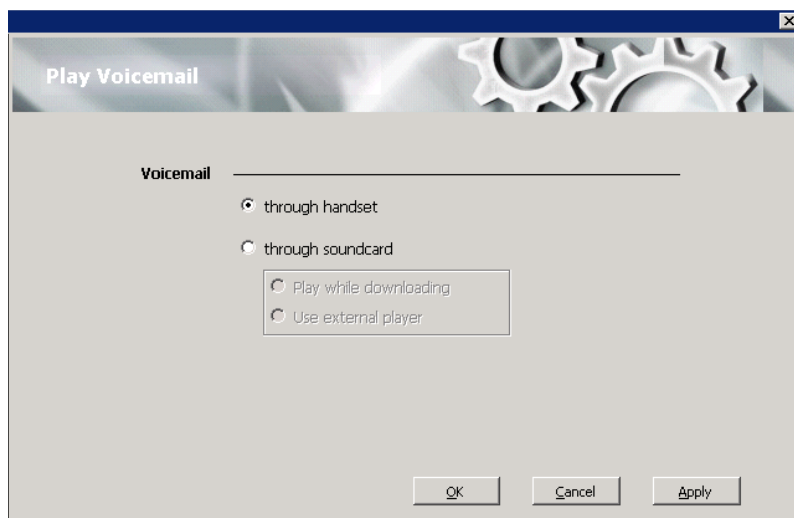 Play Voicemail
Voicemail
through handset
through soundcard
Play while downloading
Use external player
OK Cancel Apply